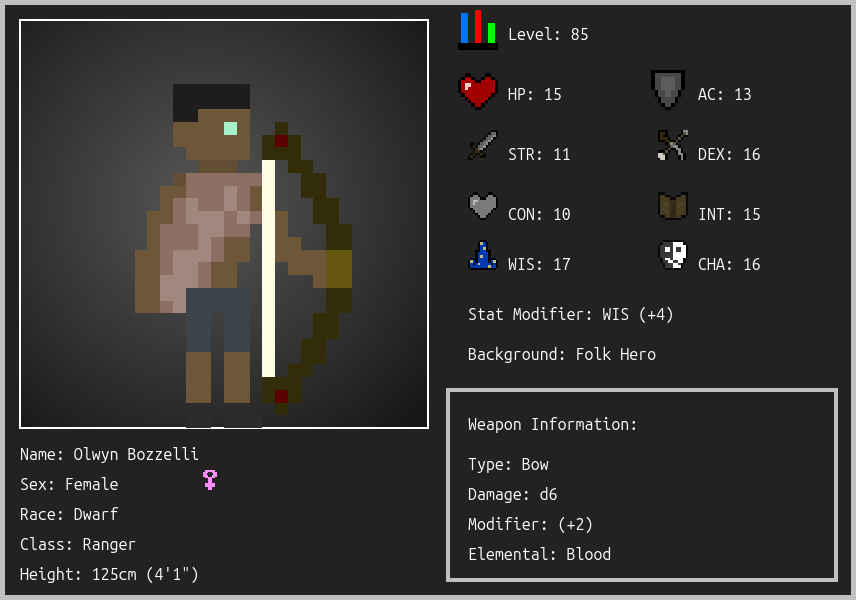 Level: 85
HP: 15
AC: 13
STR: 11
DEX: 16
CON: 10
INT: 15
WIS: 17
CHA: 16
Stat Modifier: WIS (+4)
Background: Folk Hero
Weapon Information:
Type: Bow
Damage: d6
Modifier: (+2)
Elemental: Blood
Name: Olwyn Bozzelli
Sex: Female
Race: Dwarf
Class: Ranger
Height: 125cm (4'1")